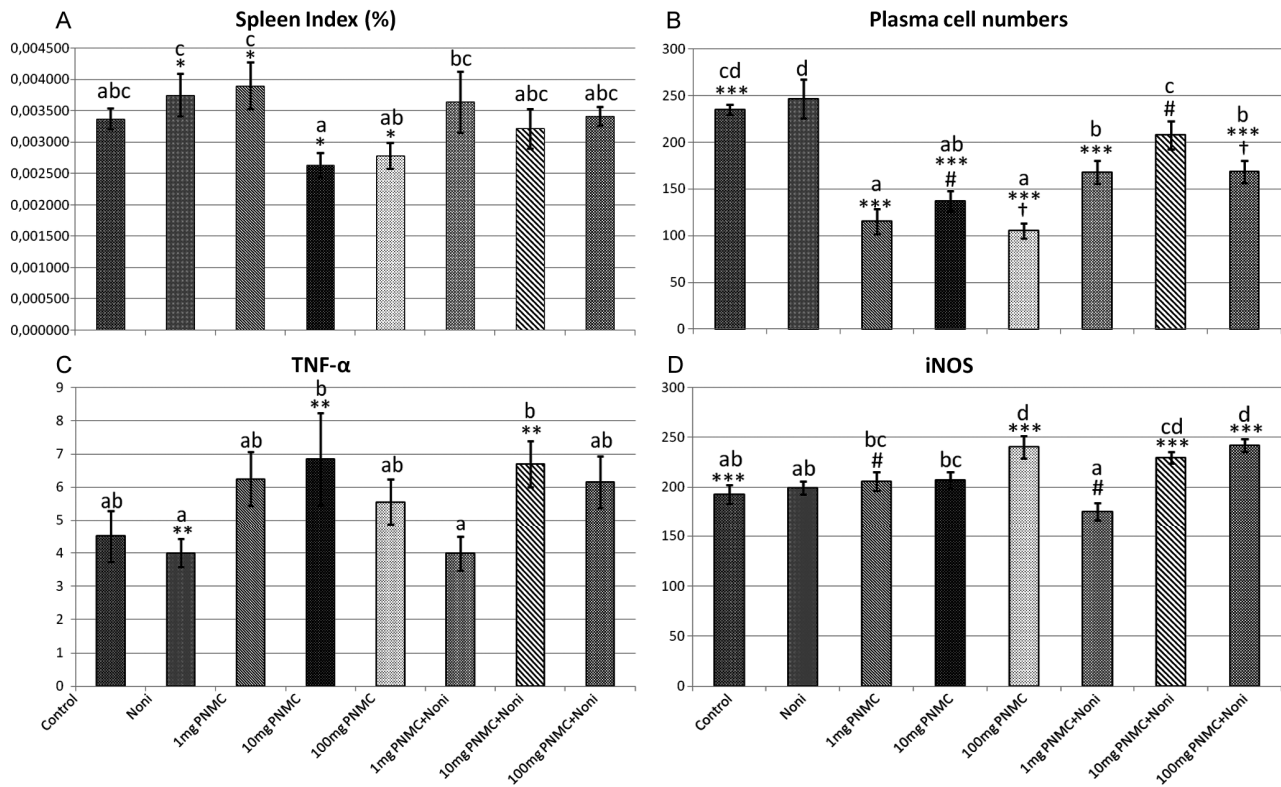 A Spleen Index (%)
0,004500
0,004000
0,003500
0,003000
0,002500
0,002000
0,001500
0,001000
0,000500
0,000000
abc
c
*
c
*
a
*
ab
*
bc
abc
abc
B Plasma cell numbers
300
250
200
150
100
50
0
cd
***
d
a
***
ab
***
#
a
***
†
b
***
c
#
b
***
†
C TNF-α
9
8
7
6
5
4
3
2
1
0
ab
a
**
ab
b
**
ab
a
b
**
ab
Control
Noni
1mg PNMC
10mg PNMC
100mg PNMC
1mg PNMC+Noni
10mg PNMC+Noni
100mg PNMC+Noni
D iNOS
300
250
200
150
100
50
0
ab
***
ab
bc
#
bc
d
***
a
#
cd
***
d
***
Control
Noni
1mg PNMC
10mg PNMC
100mg PNMC
1mg PNMC+Noni
10mg PNMC+Noni
100mg PNMC+Noni